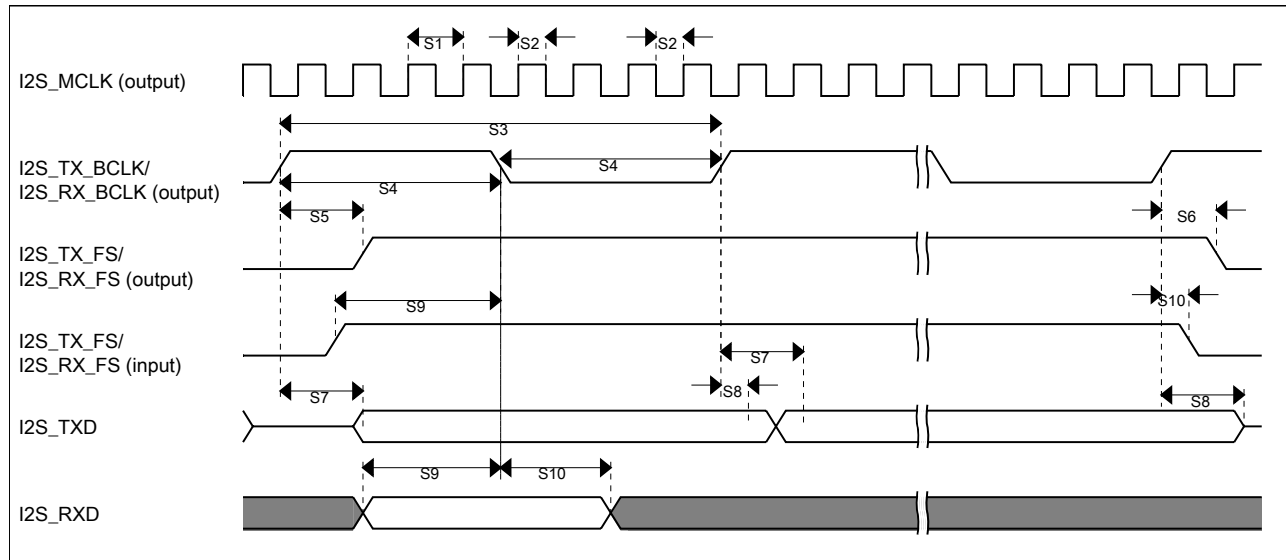 S1
S2
S2
I2S_MCLK (output)
S3
I2S_TX_BCLK/
I2S_RX_BCLK (output)
S4
S4
S5
S6
I2S_TX_FS/
I2S_RX_FS (output)
S9
S10
I2S_TX_FS/
I2S_RX_FS (input)
S7
S7
S8
S8
I2S_TXD
S9
S10
I2S_RXD